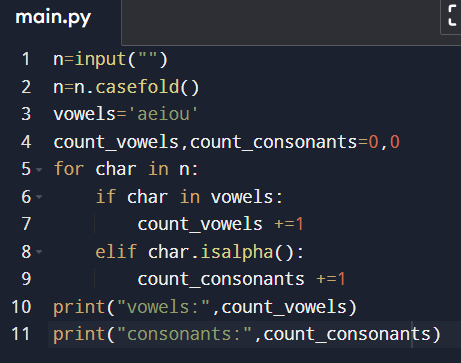 main.py
1 n=input("")
2 n=n.casefold()
3 vowels='aeiou'
4 count_vowels,count_consonants=0,0
5 for char in n:
6     if char in vowels:
7         count_vowels +=1
8     elif char.isalpha():
9         count_consonants +=1
10 print("vowels:",count_vowels)
11 print("consonants:",count_consonants)